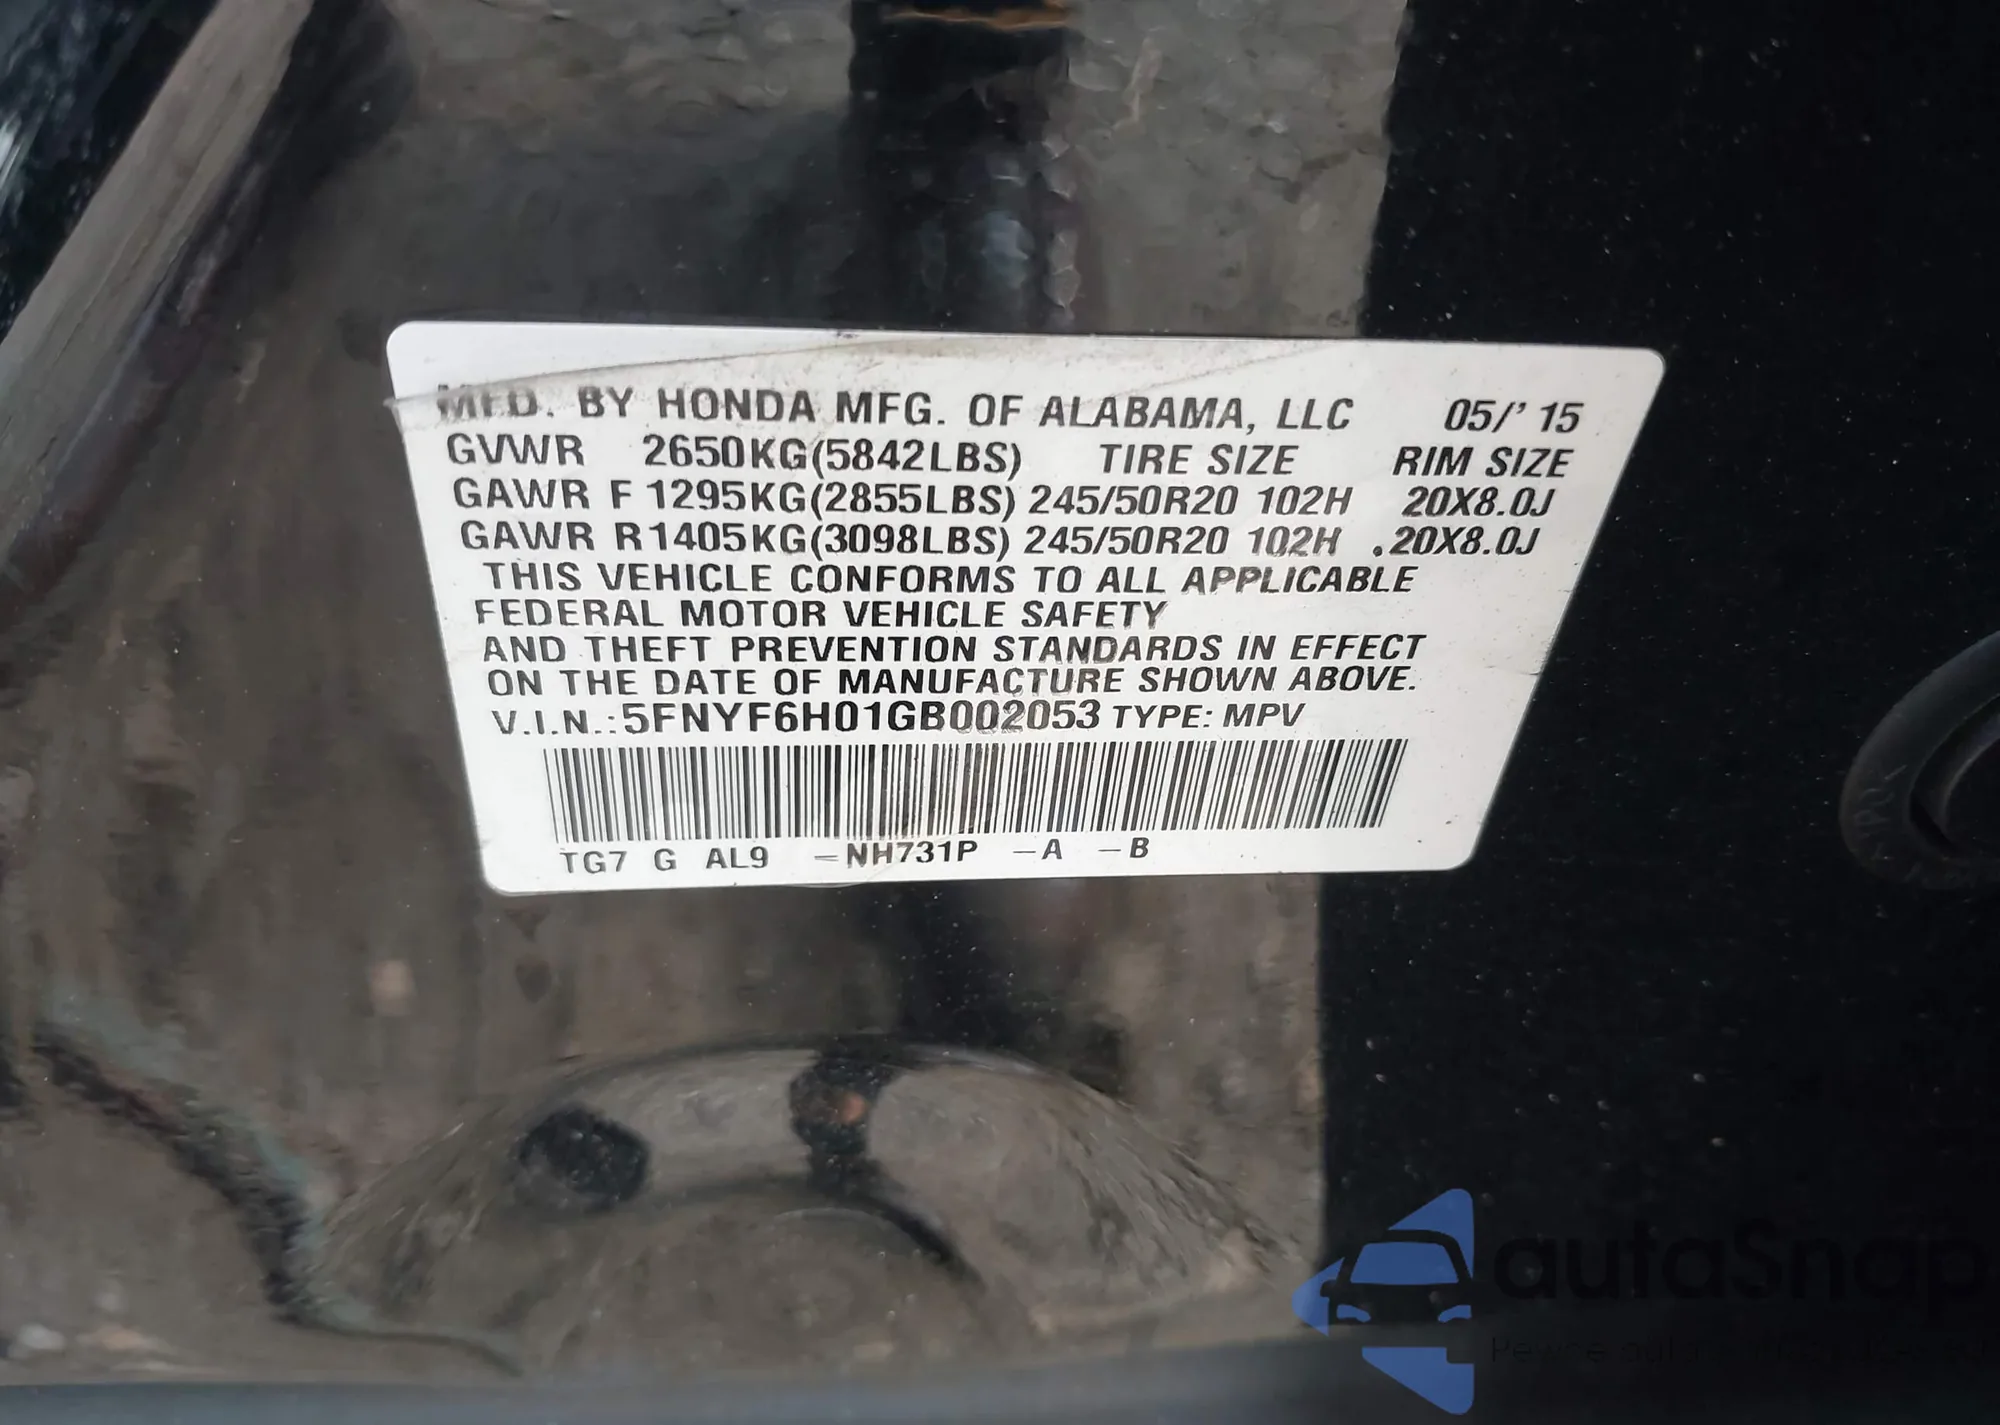 MFD. BY HONDA MFG. OF ALABAMA, LLC 05/' 15
GVWR 2650KG(5842LBS) TIRE SIZE RIM SIZE
GAWR F 1295KG(2855LBS) 245/50R20 102H 20X8.0J
GAWR R 1405KG(3098LBS) 245/50R20 102H .20X8.0J
THIS VEHICLE CONFORMS TO ALL APPLICABLE
FEDERAL MOTOR VEHICLE SAFETY
AND THEFT PREVENTION STANDARDS IN EFFECT
ON THE DATE OF MANUFACTURE SHOWN ABOVE.
V.I.N.:5FNYF6H01GB002053 TYPE: MPV
TG7 G AL9 -NH731P -A -B
autaSnap